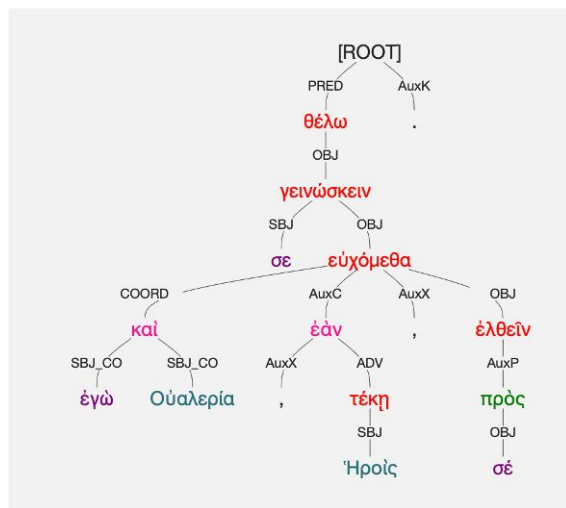 [ROOT]
PRED AuxK
θέλω .
OBJ
γεινώσκειν
SBJ OBJ
σε εὐχόμεθα
COORD AuxC AuxX OBJ
καὶ ἐὰν , ἐλθεῖν
SBJ_CO SBJ_CO AuxX ADV AuxP
ἐγὼ Οὐαλερία , τέκῃ πρὸς
SBJ OBJ
Ἡροὶς σέ